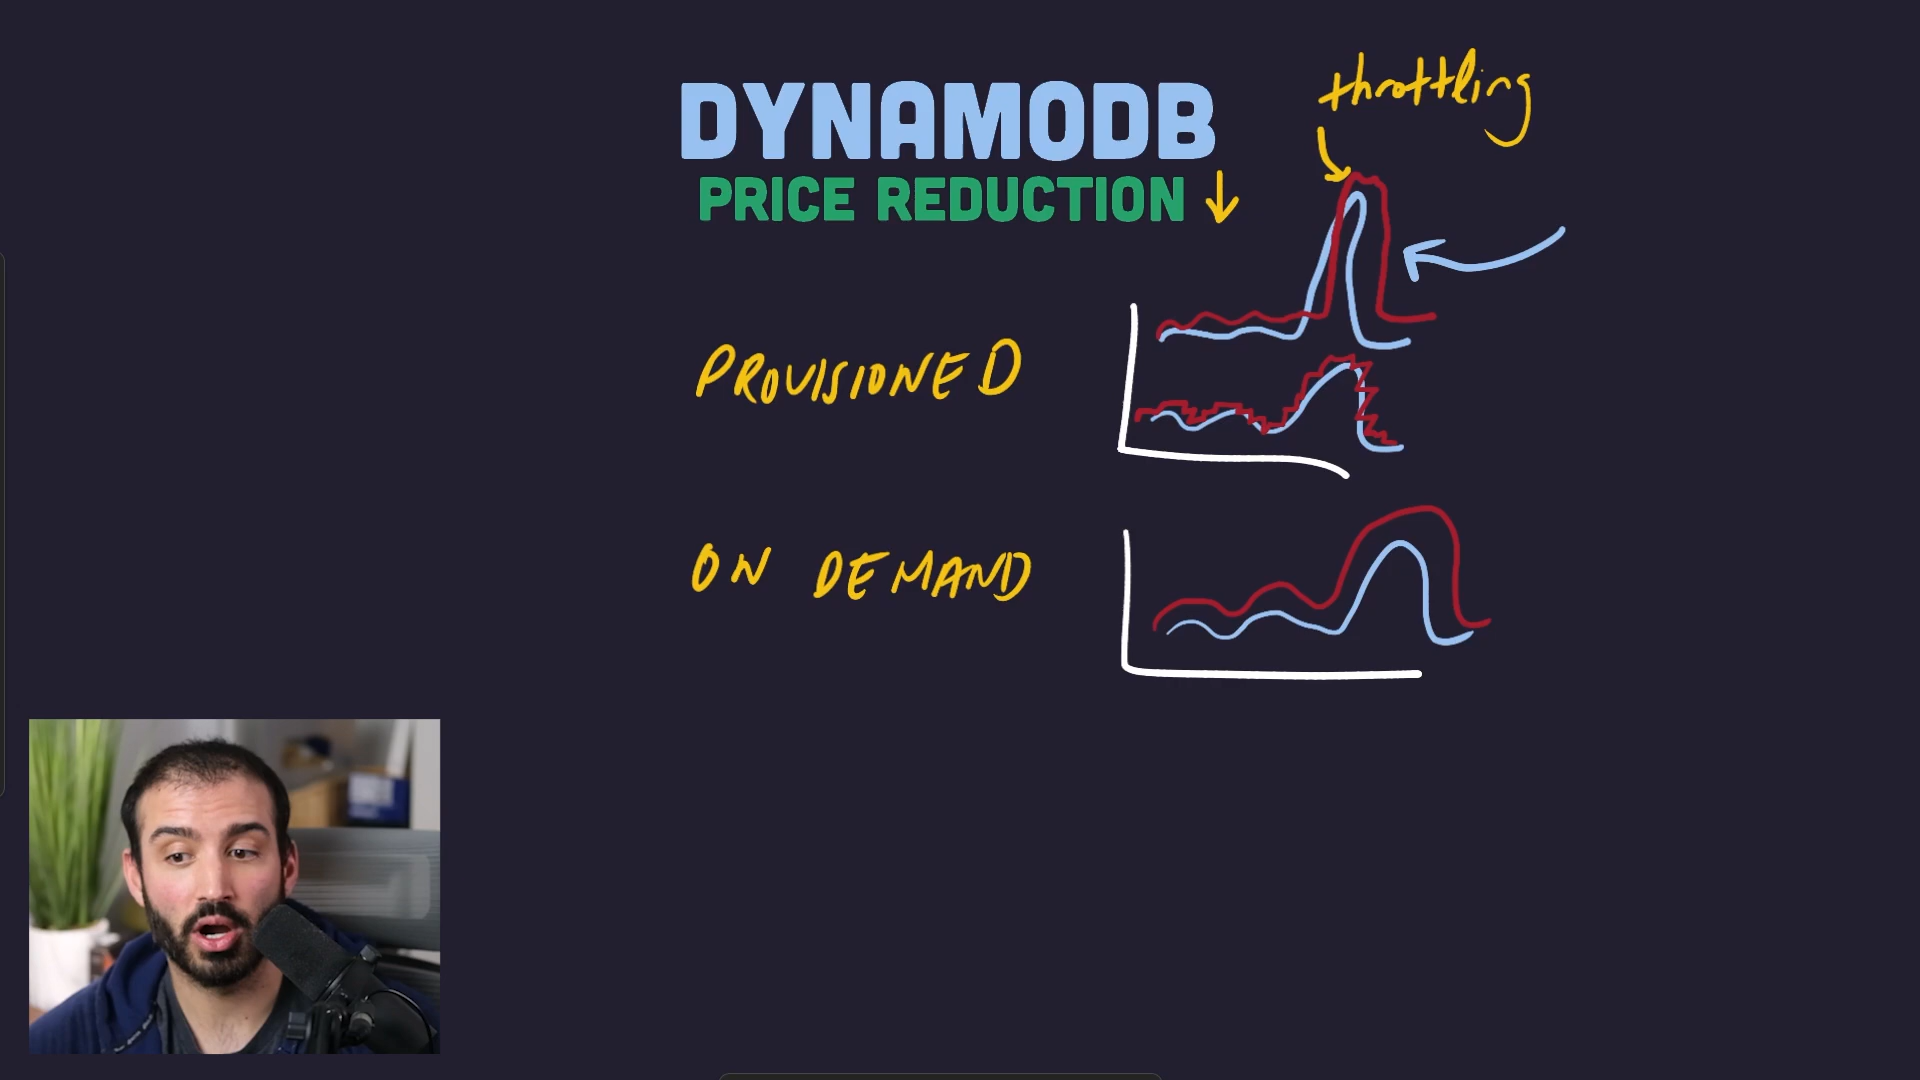 throttling
DYNAMODB
PRICE REDUCTION
PROVISIONED
ON DEMAND